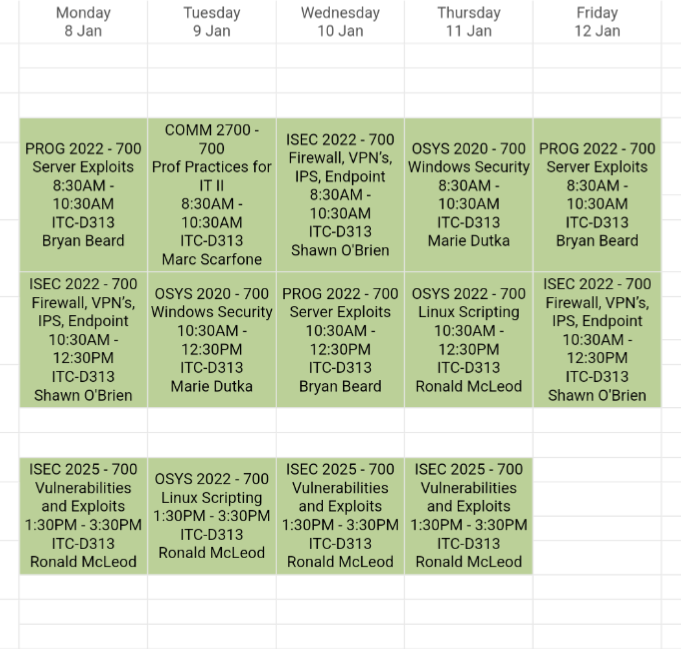 Monday
8 Jan
Tuesday
9 Jan
Wednesday
10 Jan
Thursday
11 Jan
Friday
12 Jan
PROG 2022 - 700
Server Exploits
8:30AM -
10:30AM
ITC-D313
Bryan Beard
COMM 2700 -
700
Prof Practices for
IT II
8:30AM -
10:30AM
ITC-D313
Marc Scarfone
ISEC 2022 - 700
Firewall, VPN's,
IPS, Endpoint
8:30AM -
10:30AM
ITC-D313
Shawn O'Brien
OSYS 2020 - 700
Windows Security
8:30AM -
10:30AM
ITC-D313
Marie Dutka
PROG 2022 - 700
Server Exploits
8:30AM -
10:30AM
ITC-D313
Bryan Beard
ISEC 2022 - 700
Firewall, VPN's,
IPS, Endpoint
10:30AM -
12:30PM
ITC-D313
Shawn O'Brien
OSYS 2020 - 700
Windows Security
10:30AM -
12:30PM
ITC-D313
Marie Dutka
PROG 2022 - 700
Server Exploits
10:30AM -
12:30PM
ITC-D313
Bryan Beard
OSYS 2022 - 700
Linux Scripting
10:30AM -
12:30PM
ITC-D313
Ronald McLeod
ISEC 2022 - 700
Firewall, VPN's,
IPS, Endpoint
10:30AM -
12:30PM
ITC-D313
Shawn O'Brien
ISEC 2025 - 700
Vulnerabilities
and Exploits
1:30PM - 3:30PM
ITC-D313
Ronald McLeod
OSYS 2022 - 700
Linux Scripting
1:30PM - 3:30PM
ITC-D313
Ronald McLeod
ISEC 2025 - 700
Vulnerabilities
and Exploits
1:30PM - 3:30PM
ITC-D313
Ronald McLeod
ISEC 2025 - 700
Vulnerabilities
and Exploits
1:30PM - 3:30PM
ITC-D313
Ronald McLeod